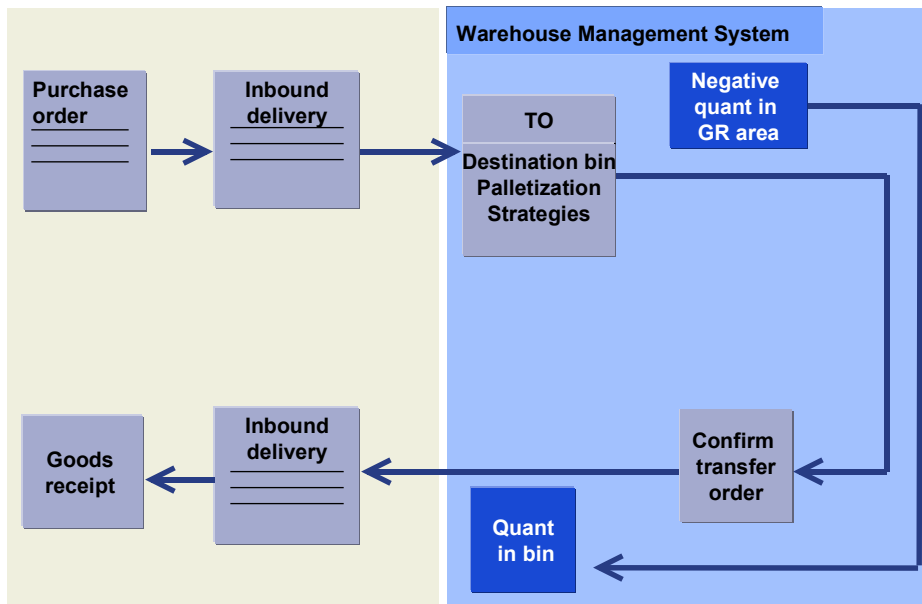 Warehouse Management System
Purchase
order
Inbound
delivery
TO
Destination bin
Palletization
Strategies
Negative
quant in
GR area
Goods
receipt
Inbound
delivery
Confirm
transfer
order
Quant
in bin